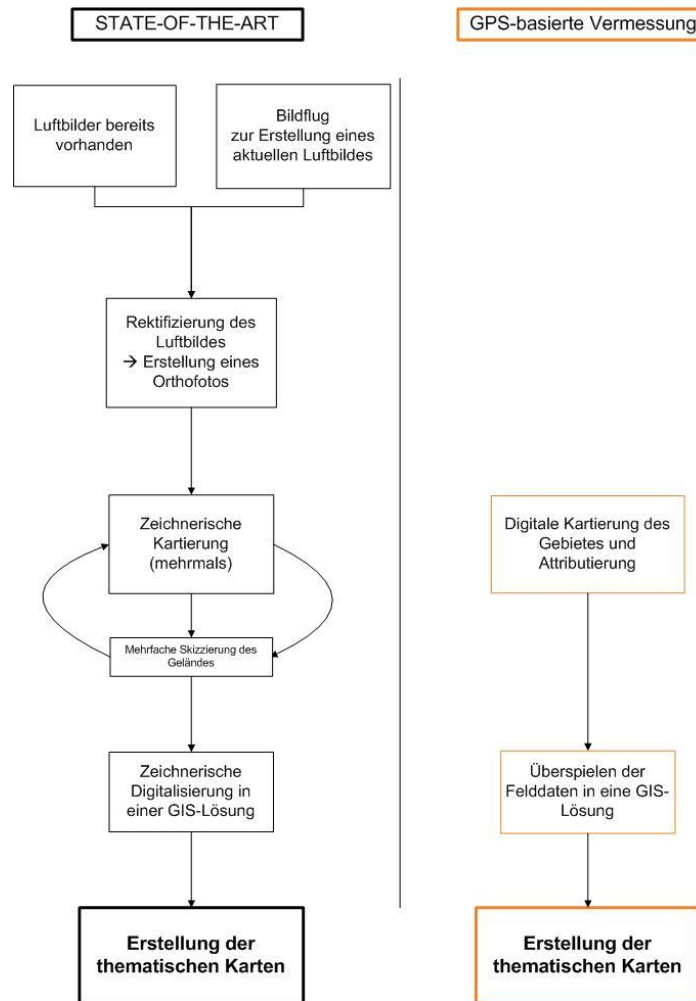 STATE-OF-THE-ART
Luftbilder bereits
vorhanden
Bildflug
zur Erstellung eines
aktuellen Luftbildes
Rektifizierung des
Luftbildes
→ Erstellung eines
Orthofotos
Zeichnerische
Kartierung
(mehrmals)
Mehrfache Skizzierung des
Geländes
Zeichnerische
Digitalisierung in
einer GIS-Lösung
Erstellung der
thematischen Karten
GPS-basierte Vermessung
Digitale Kartierung des
Gebietes und
Attributierung
Überspielen der
Felddaten in eine GIS-
Lösung
Erstellung der
thematischen Karten